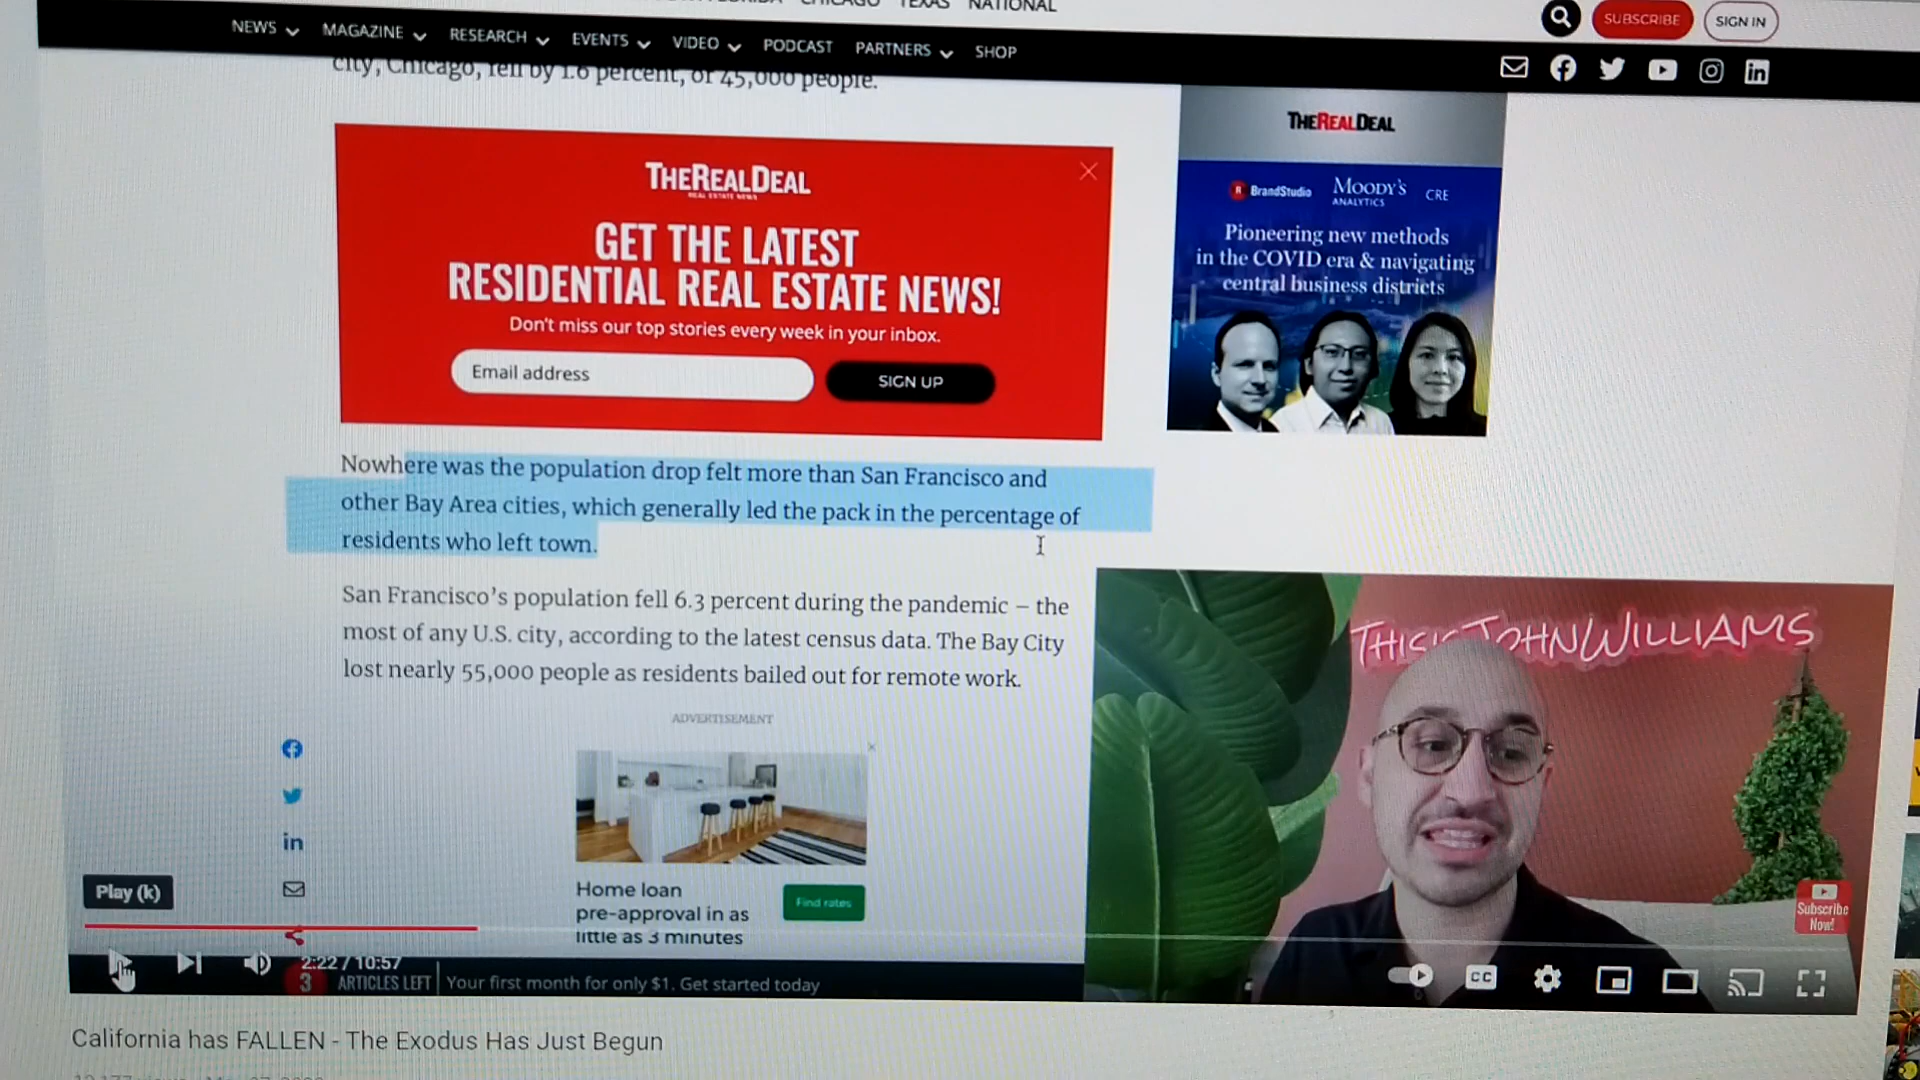 CHICAGO TEXAS NATIONAL
NEWS MAGAZINE RESEARCH EVENTS VIDEO PODCAST PARTNERS SHOP
SUBSCRIBE SIGN IN
city, Chicago, fell by 1.6 percent, or 45,000 people.
THEREALDEAL
REAL ESTATE NEWS
GET THE LATEST
RESIDENTIAL REAL ESTATE NEWS!
Don't miss our top stories every week in your inbox.
Email address
SIGN UP
THEREALDEAL
R BrandStudio MOODY'S ANALYTICS CRE
Pioneering new methods
in the COVID era & navigating
central business districts
Nowhere was the population drop felt more than San Francisco and
other Bay Area cities, which generally led the pack in the percentage of
residents who left town.
San Francisco's population fell 6.3 percent during the pandemic – the
most of any U.S. city, according to the latest census data. The Bay City
lost nearly 55,000 people as residents bailed out for remote work.
ADVERTISEMENT
Home loan
pre-approval in as
little as 3 minutes
Find rates
THISISJOHNWILLIAMS
Subscribe
Now!
Play (k)
2:22 / 10:57
3 ARTICLES LEFT Your first month for only $1. Get started today
CC
California has FALLEN - The Exodus Has Just Begun